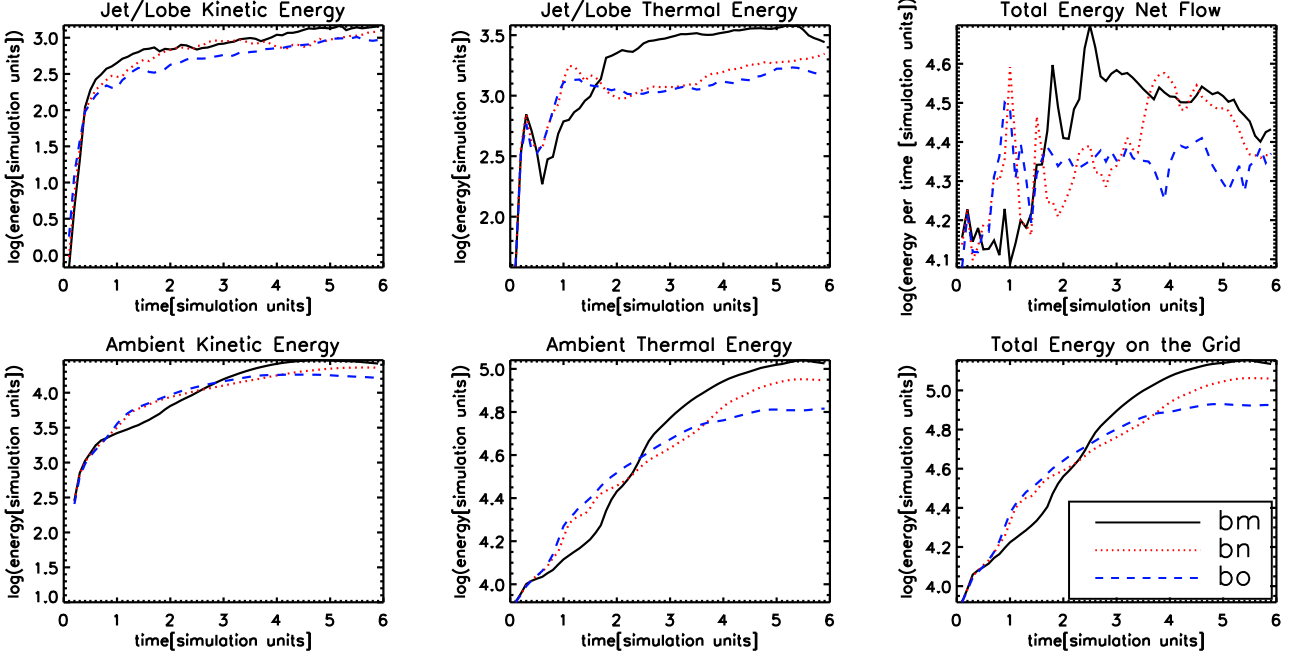 Jet/Lobe Kinetic Energy
log(energy[simulation units])
3.0
2.5
2.0
1.5
1.0
0.5
0.0
0 1 2 3 4 5 6
time[simulation units]
Jet/Lobe Thermal Energy
log(energy[simulation units])
3.5
3.0
2.5
2.0
0 1 2 3 4 5 6
time[simulation units]
Total Energy Net Flow
log(energy per time [simulation units])
4.6
4.5
4.4
4.3
4.2
4.1
0 1 2 3 4 5 6
time[simulation units]
Ambient Kinetic Energy
log(energy[simulation units])
4.0
3.5
3.0
2.5
2.0
1.5
1.0
0 1 2 3 4 5 6
time[simulation units]
Ambient Thermal Energy
log(energy[simulation units])
5.0
4.8
4.6
4.4
4.2
4.0
0 1 2 3 4 5 6
time[simulation units]
Total Energy on the Grid
log(energy[simulation units])
5.0
4.8
4.6
4.4
4.2
4.0
0 1 2 3 4 5 6
time[simulation units]
bm
bn
bo